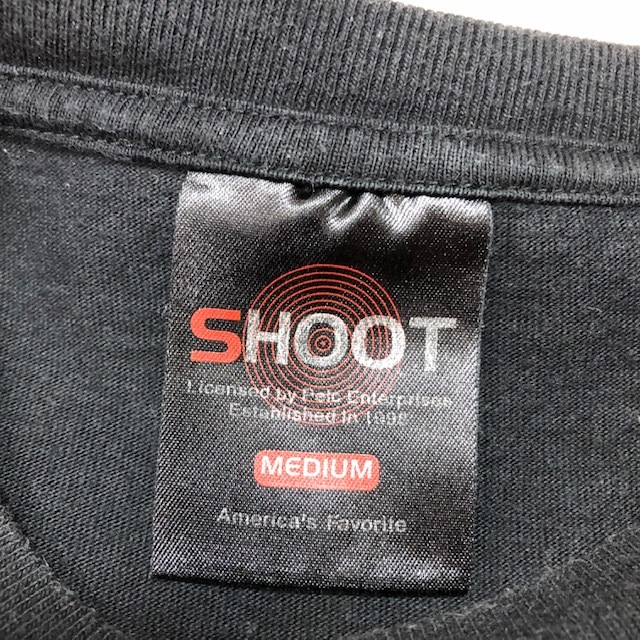 SHOOT
Licensed by Enterprises
Established In
MEDIUM
America's Favorite